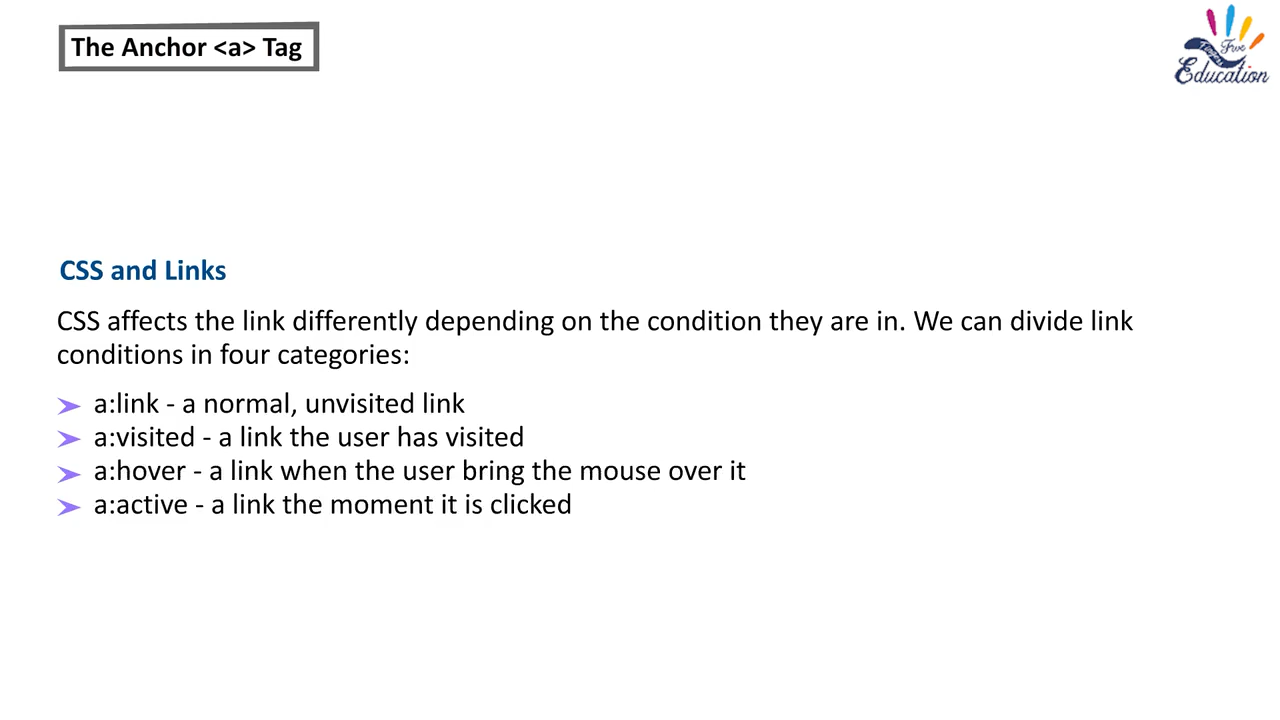 The Anchor <a> Tag
Five
Fingers
Education
CSS and Links
CSS affects the link differently depending on the condition they are in. We can divide link
conditions in four categories:
a:link - a normal, unvisited link
a:visited - a link the user has visited
a:hover - a link when the user bring the mouse over it
a:active - a link the moment it is clicked